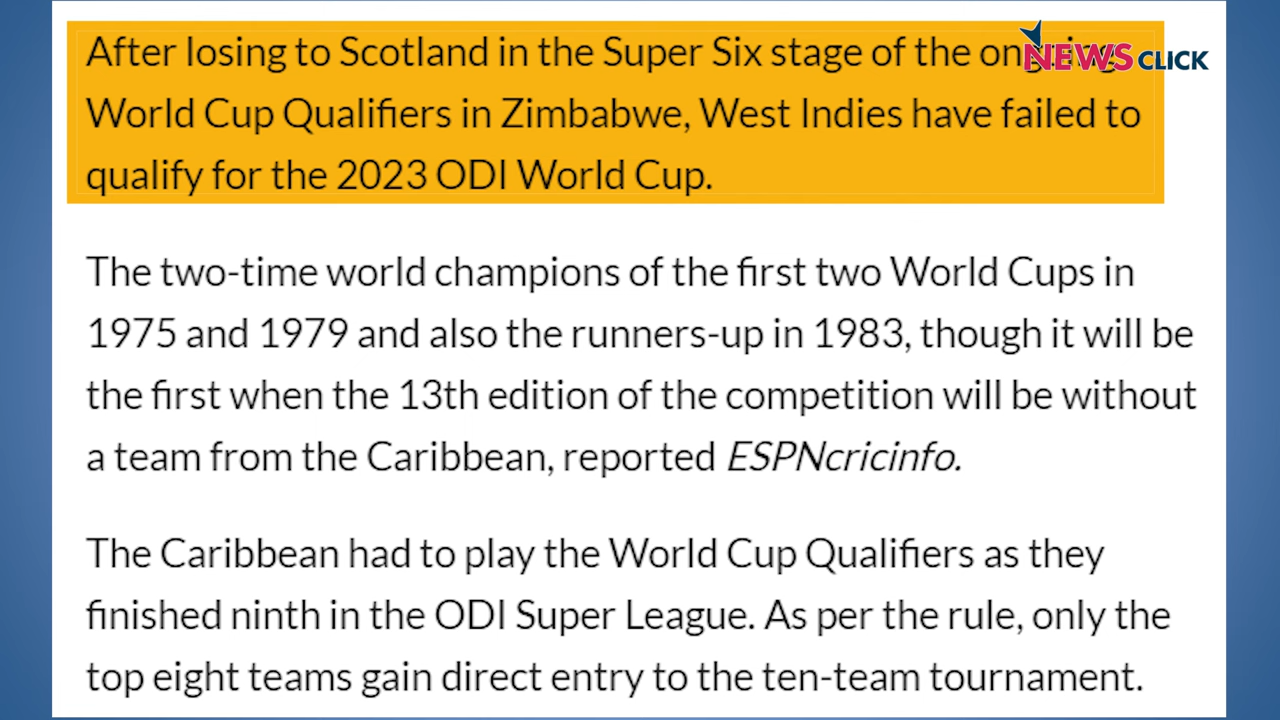 After losing to Scotland in the Super Six stage of the ongoing
NEWSCLICK
World Cup Qualifiers in Zimbabwe, West Indies have failed to
qualify for the 2023 ODI World Cup.
The two-time world champions of the first two World Cups in
1975 and 1979 and also the runners-up in 1983, though it will be
the first when the 13th edition of the competition will be without
a team from the Caribbean, reported ESPNcricinfo.
The Caribbean had to play the World Cup Qualifiers as they
finished ninth in the ODI Super League. As per the rule, only the
top eight teams gain direct entry to the ten-team tournament.